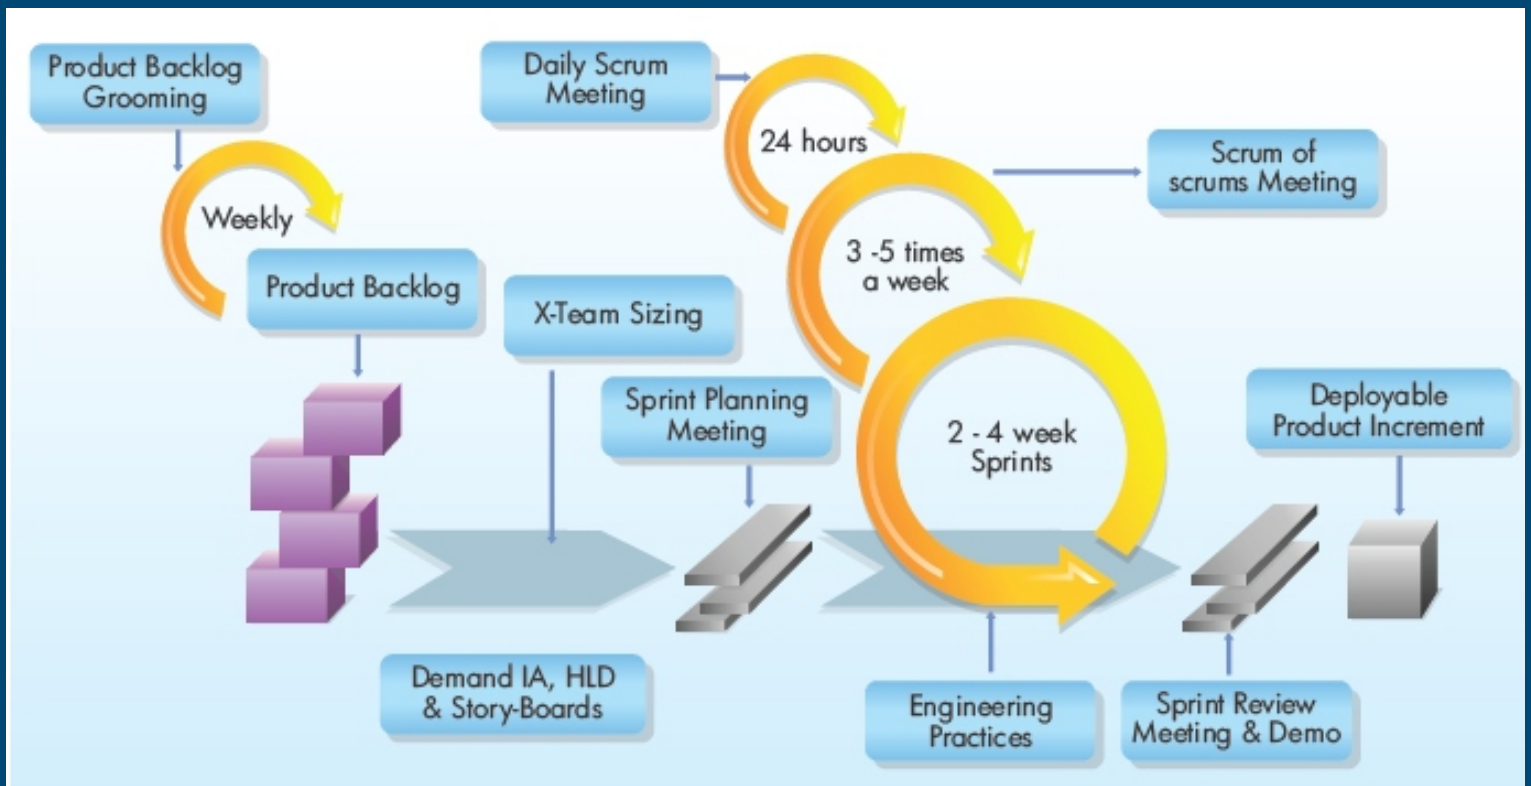 Product Backlog
Grooming
Weekly
Product Backlog
X-Team Sizing
Demand IA, HLD
& Story-Boards
Sprint Planning
Meeting
Daily Scrum
Meeting
24 hours
3 -5 times
a week
2 - 4 week
Sprints
Scrum of
scrums Meeting
Engineering
Practices
Sprint Review
Meeting & Demo
Deployable
Product Increment